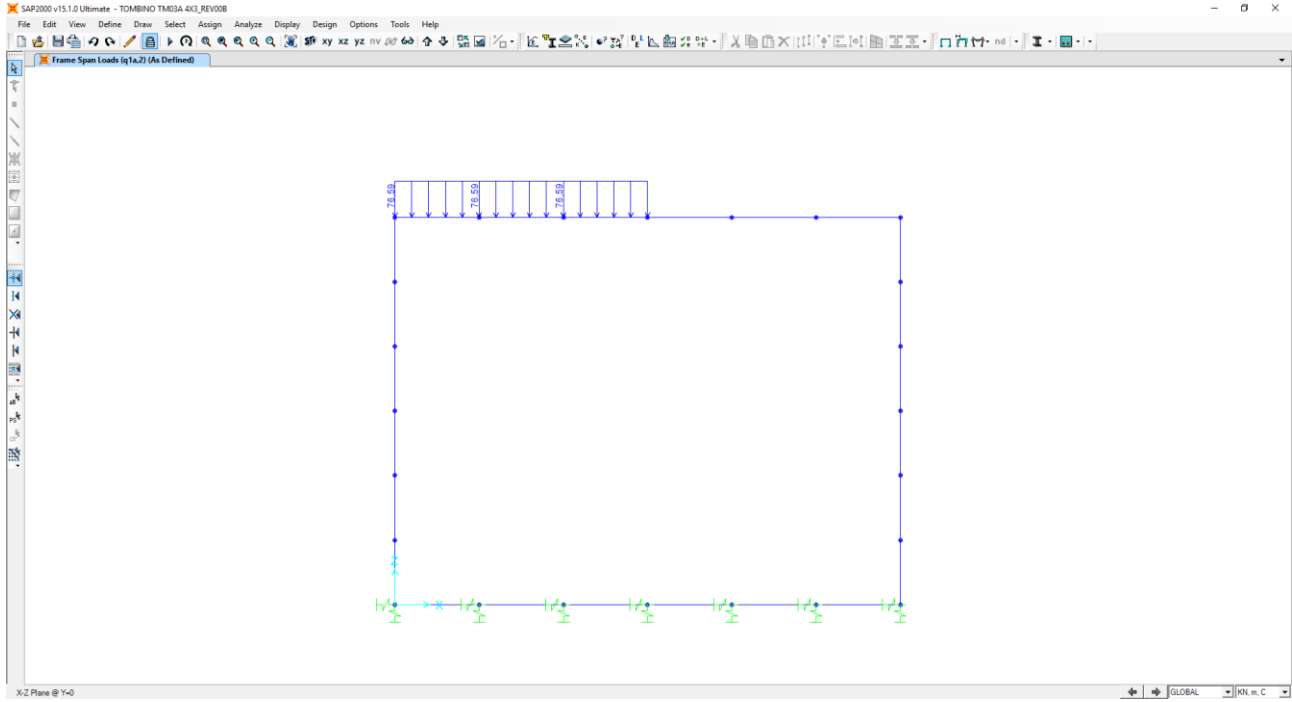 SAP2000 v15.1.0 Ultimate - TOMBINO TM03A 4X3_REV00B
File Edit View Define Draw Select Assign Analyze Display Design Options Tools Help
xy xz yz nv nd
Frame Span Loads (q1a,2) (As Defined)
76.59 76.59 76.59
Z
X
X-Z Plane @ Y=0 GLOBAL KN, m, C